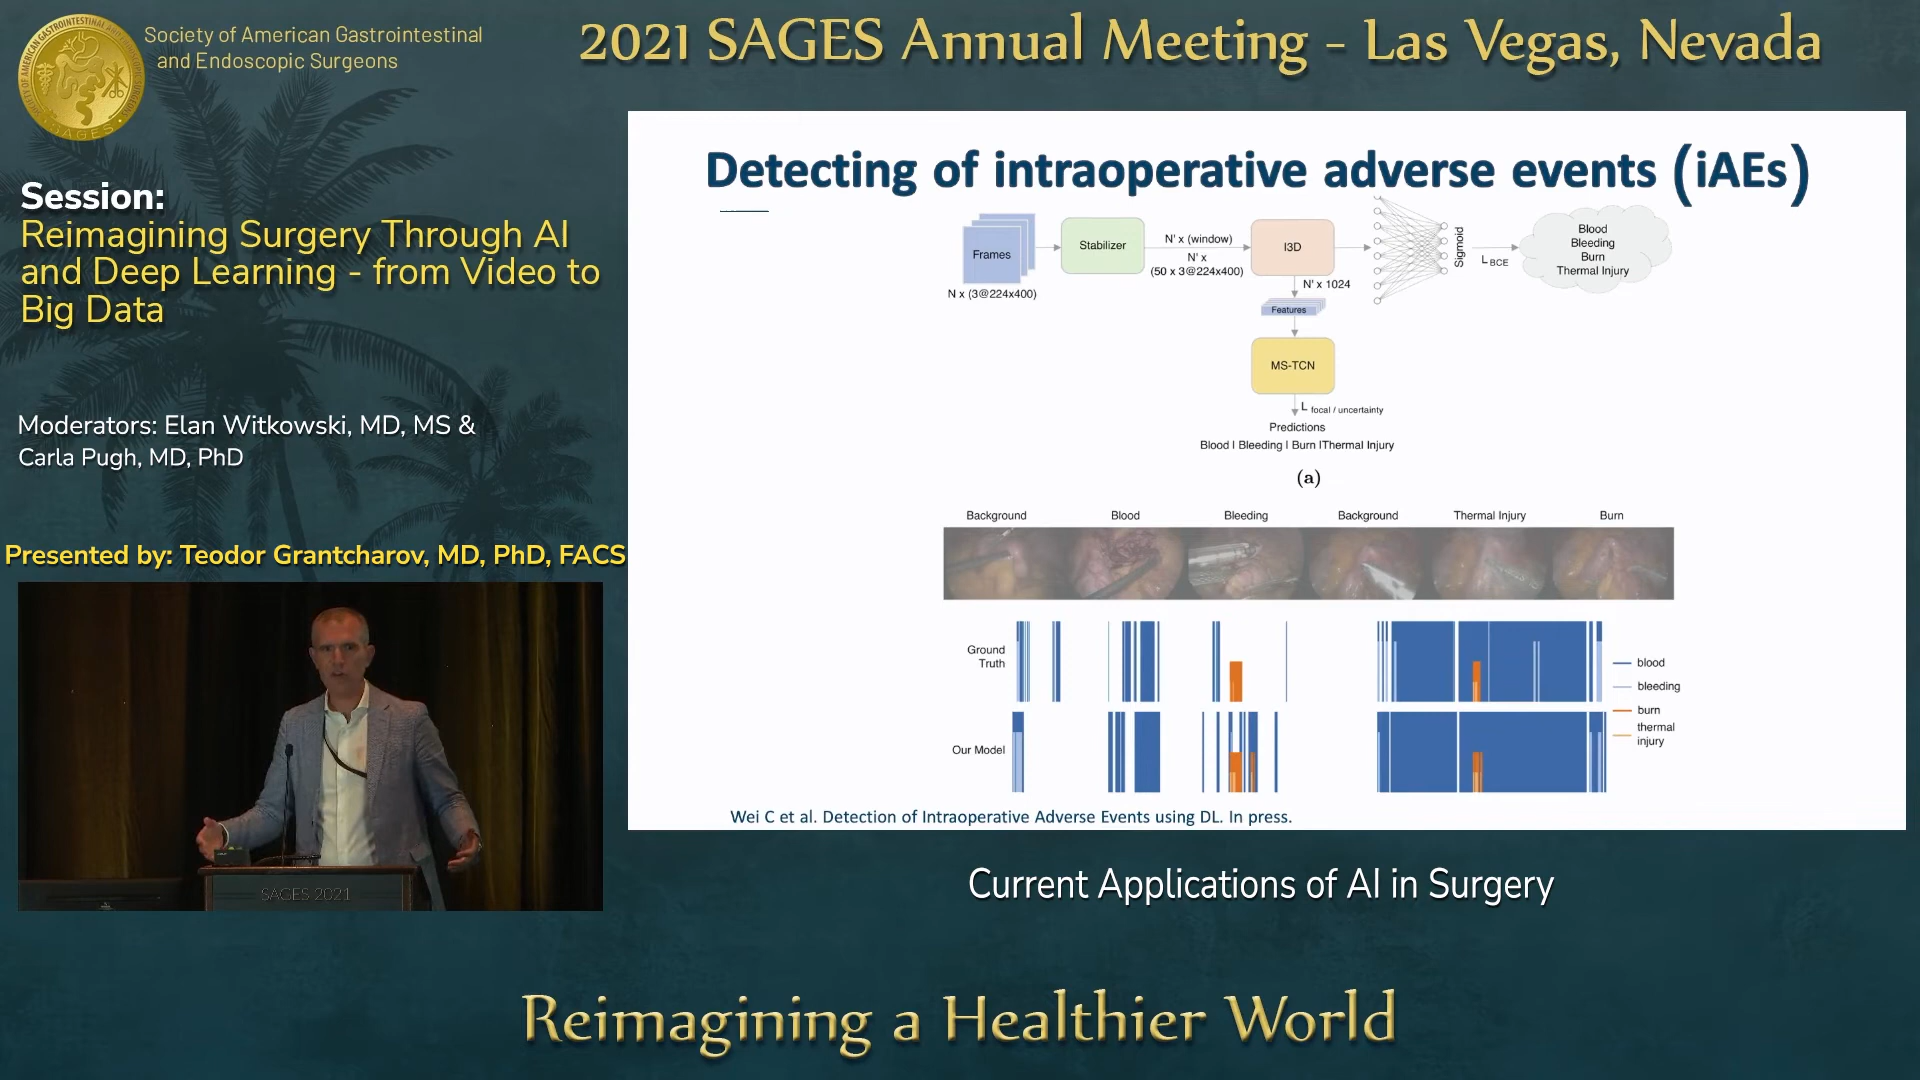 Society of American Gastrointestinal
and Endoscopic Surgeons
2021 SAGES Annual Meeting - Las Vegas, Nevada
SAGES
Session:
Reimagining Surgery Through AI
and Deep Learning - from Video to
Big Data
Moderators: Elan Witkowski, MD, MS &
Carla Pugh, MD, PhD
Presented by: Teodor Grantcharov, MD, PhD, FACS
SAGES 2021
Detecting of intraoperative adverse events (iAEs)
Frames
N x (3@224x400)
Stabilizer
N' x (window)
N' x
(50 x 3@224x400)
I3D
Sigmoid
L BCE
Blood
Bleeding
Burn
Thermal Injury
N' x 1024
Features
MS-TCN
L focal / uncertainty
Predictions
Blood I Bleeding I Burn IThermal Injury
(a)
Background Blood Bleeding Background Thermal Injury Burn
Ground
Truth
Our Model
blood
bleeding
burn
thermal
injury
Wei C et al. Detection of Intraoperative Adverse Events using DL. In press.
Current Applications of AI in Surgery
Reimagining a Healthier World